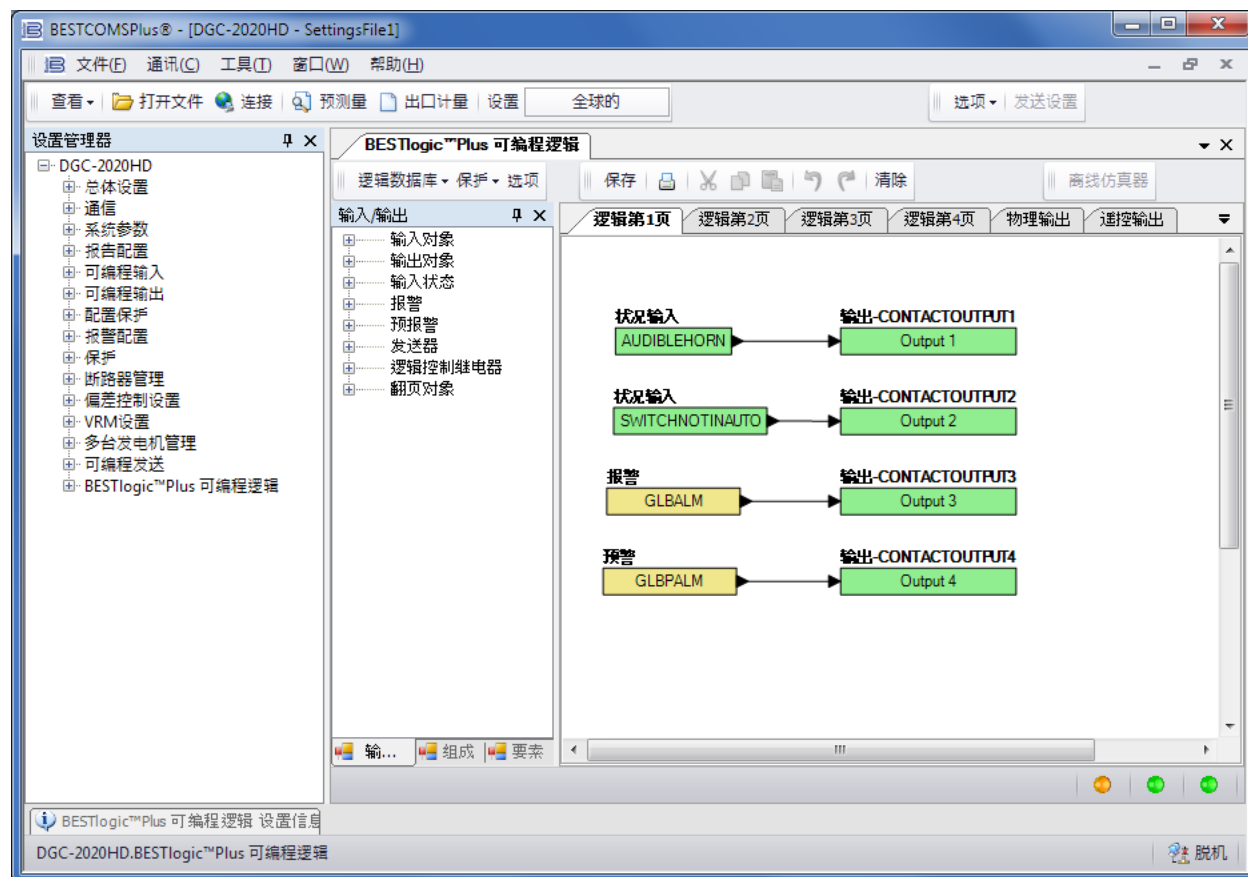 BESTCOMSPlus® - [DGC-2020HD - SettingsFile1]
文件(F) 通讯(C) 工具(T) 窗口(W) 帮助(H)
查看 打开文件 连接 预测量 出口计量 设置 全球的 选项 发送设置
设置管理器
DGC-2020HD
总体设置
通信
系统参数
报告配置
可编程输入
可编程输出
配置保护
报警配置
保护
断路器管理
偏差控制设置
VRM设置
多台发电机管理
可编程发送
BESTlogic™Plus 可编程逻辑
BESTlogic™Plus 可编程逻辑
逻辑数据库 保护 选项 保存 清除 离线仿真器
输入/输出
输入对象
输出对象
输入状态
报警
预报警
发送器
逻辑控制继电器
翻页对象
输... 组成 要素
逻辑第1页 逻辑第2页 逻辑第3页 逻辑第4页 物理输出 遥控输出
状况输入 输出-CONTACTOUTPUT1
AUDIBLEHORN Output 1
状况输入 输出-CONTACTOUTPUT2
SWITCHNOTINAUTO Output 2
报警 输出-CONTACTOUTPUT3
GLBALM Output 3
预警 输出-CONTACTOUTPUT4
GLBPALM Output 4
BESTlogic™Plus 可编程逻辑 设置信息
DGC-2020HD.BESTlogic™Plus 可编程逻辑 脱机